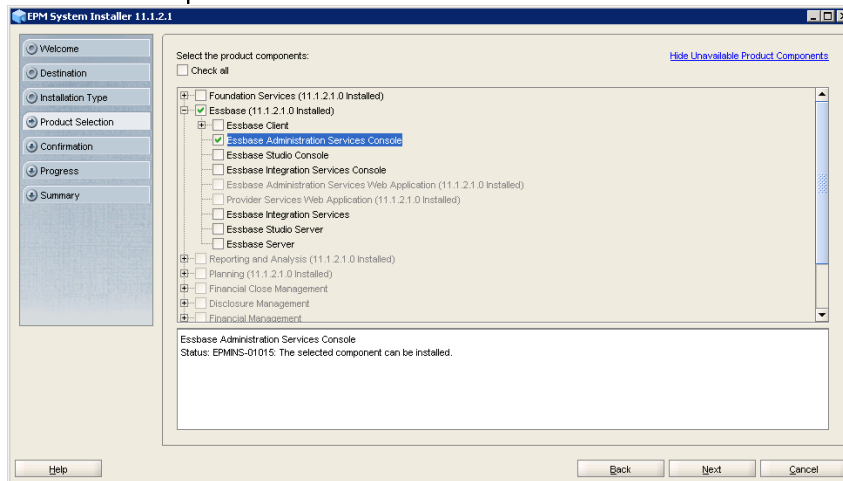 EPM System Installer 11.1.2.1
Welcome
Destination
Installation Type
Product Selection
Confirmation
Progress
Summary
Select the product components:
Hide Unavailable Product Components
Check all
Foundation Services (11.1.2.1.0 Installed)
Essbase (11.1.2.1.0 Installed)
Essbase Client
Essbase Administration Services Console
Essbase Studio Console
Essbase Integration Services Console
Essbase Administration Services Web Application (11.1.2.1.0 Installed)
Provider Services Web Application (11.1.2.1.0 Installed)
Essbase Integration Services
Essbase Studio Server
Essbase Server
Reporting and Analysis (11.1.2.1.0 Installed)
Planning (11.1.2.1.0 Installed)
Financial Close Management
Disclosure Management
Financial Management
Essbase Administration Services Console
Status: EPMINS-01015: The selected component can be installed.
Help
Back
Next
Cancel